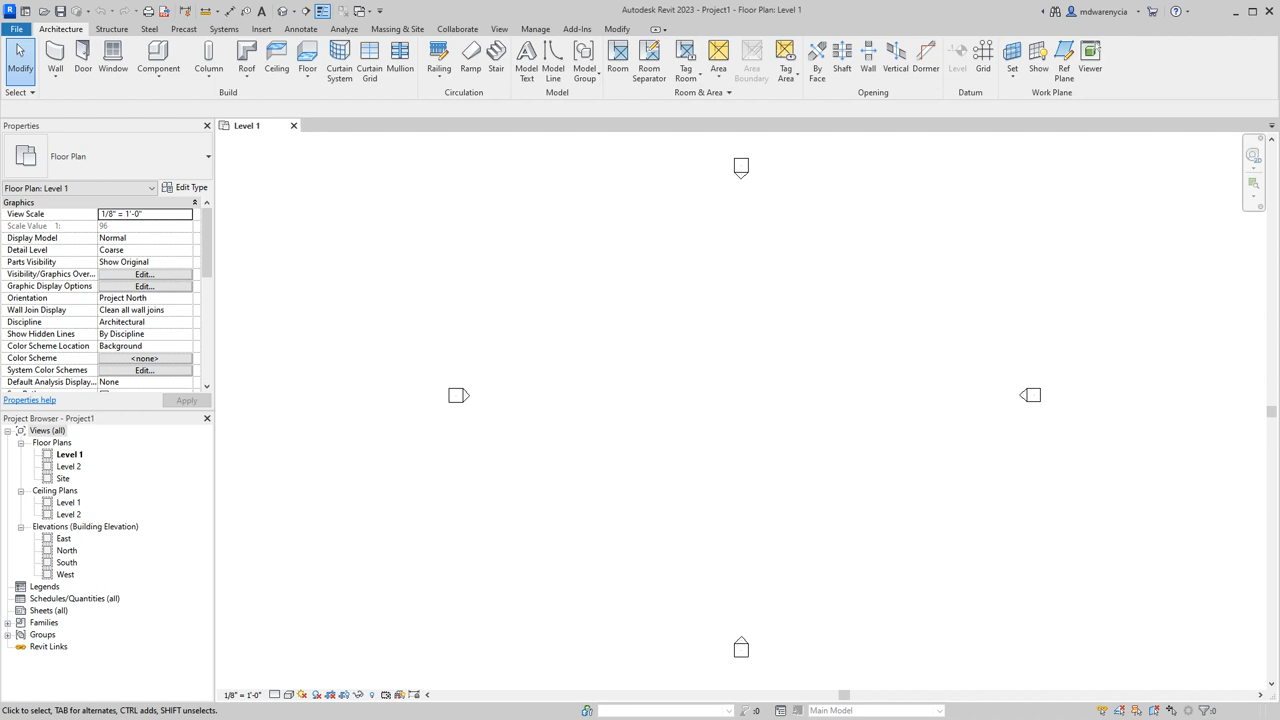 Autodesk Revit 2023 - Project1 - Floor Plan: Level 1
mdwarenycia
File Architecture Structure Steel Precast Systems Insert Annotate Analyze Massing & Site Collaborate View Manage Add-Ins Modify
Modify Wall Door Window Component Column Roof Ceiling Floor Curtain System Curtain Grid Mullion Railing Ramp Stair Model Text Model Line Model Group Room Room Separator Tag Room Area Area Boundary Tag Area By Face Shaft Wall Vertical Dormer Level Grid Set Show Ref Plane Viewer
Select Build Circulation Model Room & Area Opening Datum Work Plane
Properties
Level 1
Floor Plan
Floor Plan: Level 1 Edit Type
Graphics
View Scale 1/8" = 1'-0"
Scale Value 1: 96
Display Model Normal
Detail Level Coarse
Parts Visibility Show Original
Visibility/Graphics Over... Edit...
Graphic Display Options Edit...
Orientation Project North
Wall Join Display Clean all wall joins
Discipline Architectural
Show Hidden Lines By Discipline
Color Scheme Location Background
Color Scheme <none>
System Color Schemes Edit...
Default Analysis Display... None
Properties help Apply
Project Browser - Project1
Views (all)
Floor Plans
Level 1
Level 2
Site
Ceiling Plans
Level 1
Level 2
Elevations (Building Elevation)
East
North
South
West
Legends
Schedules/Quantities (all)
Sheets (all)
Families
Groups
Revit Links
1/8" = 1'-0"
Click to select, TAB for alternates, CTRL adds, SHIFT unselects. :0 Main Model :0